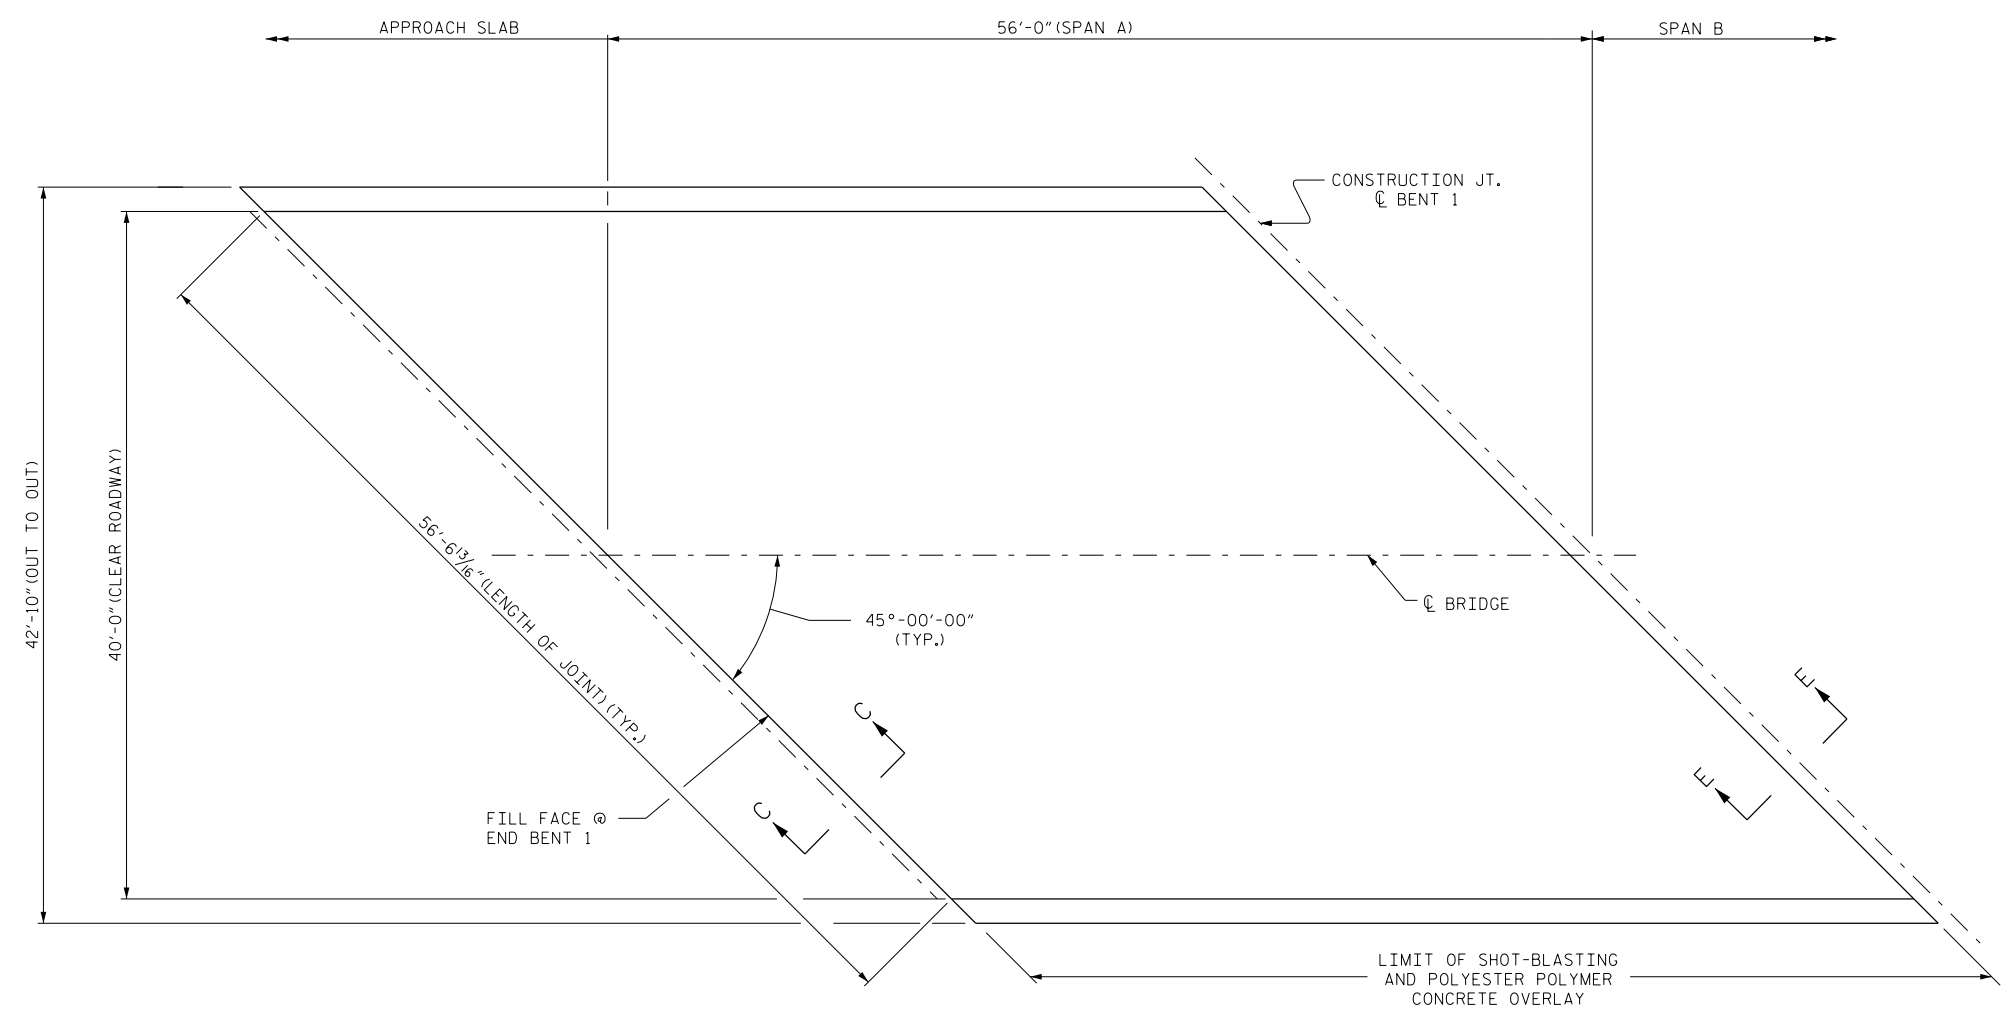 APPROACH SLAB
56'-0" (SPAN A)
SPAN B
CONSTRUCTION JT.
℄ BENT 1
42'-10" (OUT TO OUT)
40'-0" (CLEAR ROADWAY)
56'-6 13/16" (LENGTH OF JOINT) (TYP.)
℄ BRIDGE
45°-00'-00"
(TYP.)
E
C
E
C
FILL FACE @
END BENT 1
LIMIT OF SHOT-BLASTING
AND POLYESTER POLYMER
CONCRETE OVERLAY